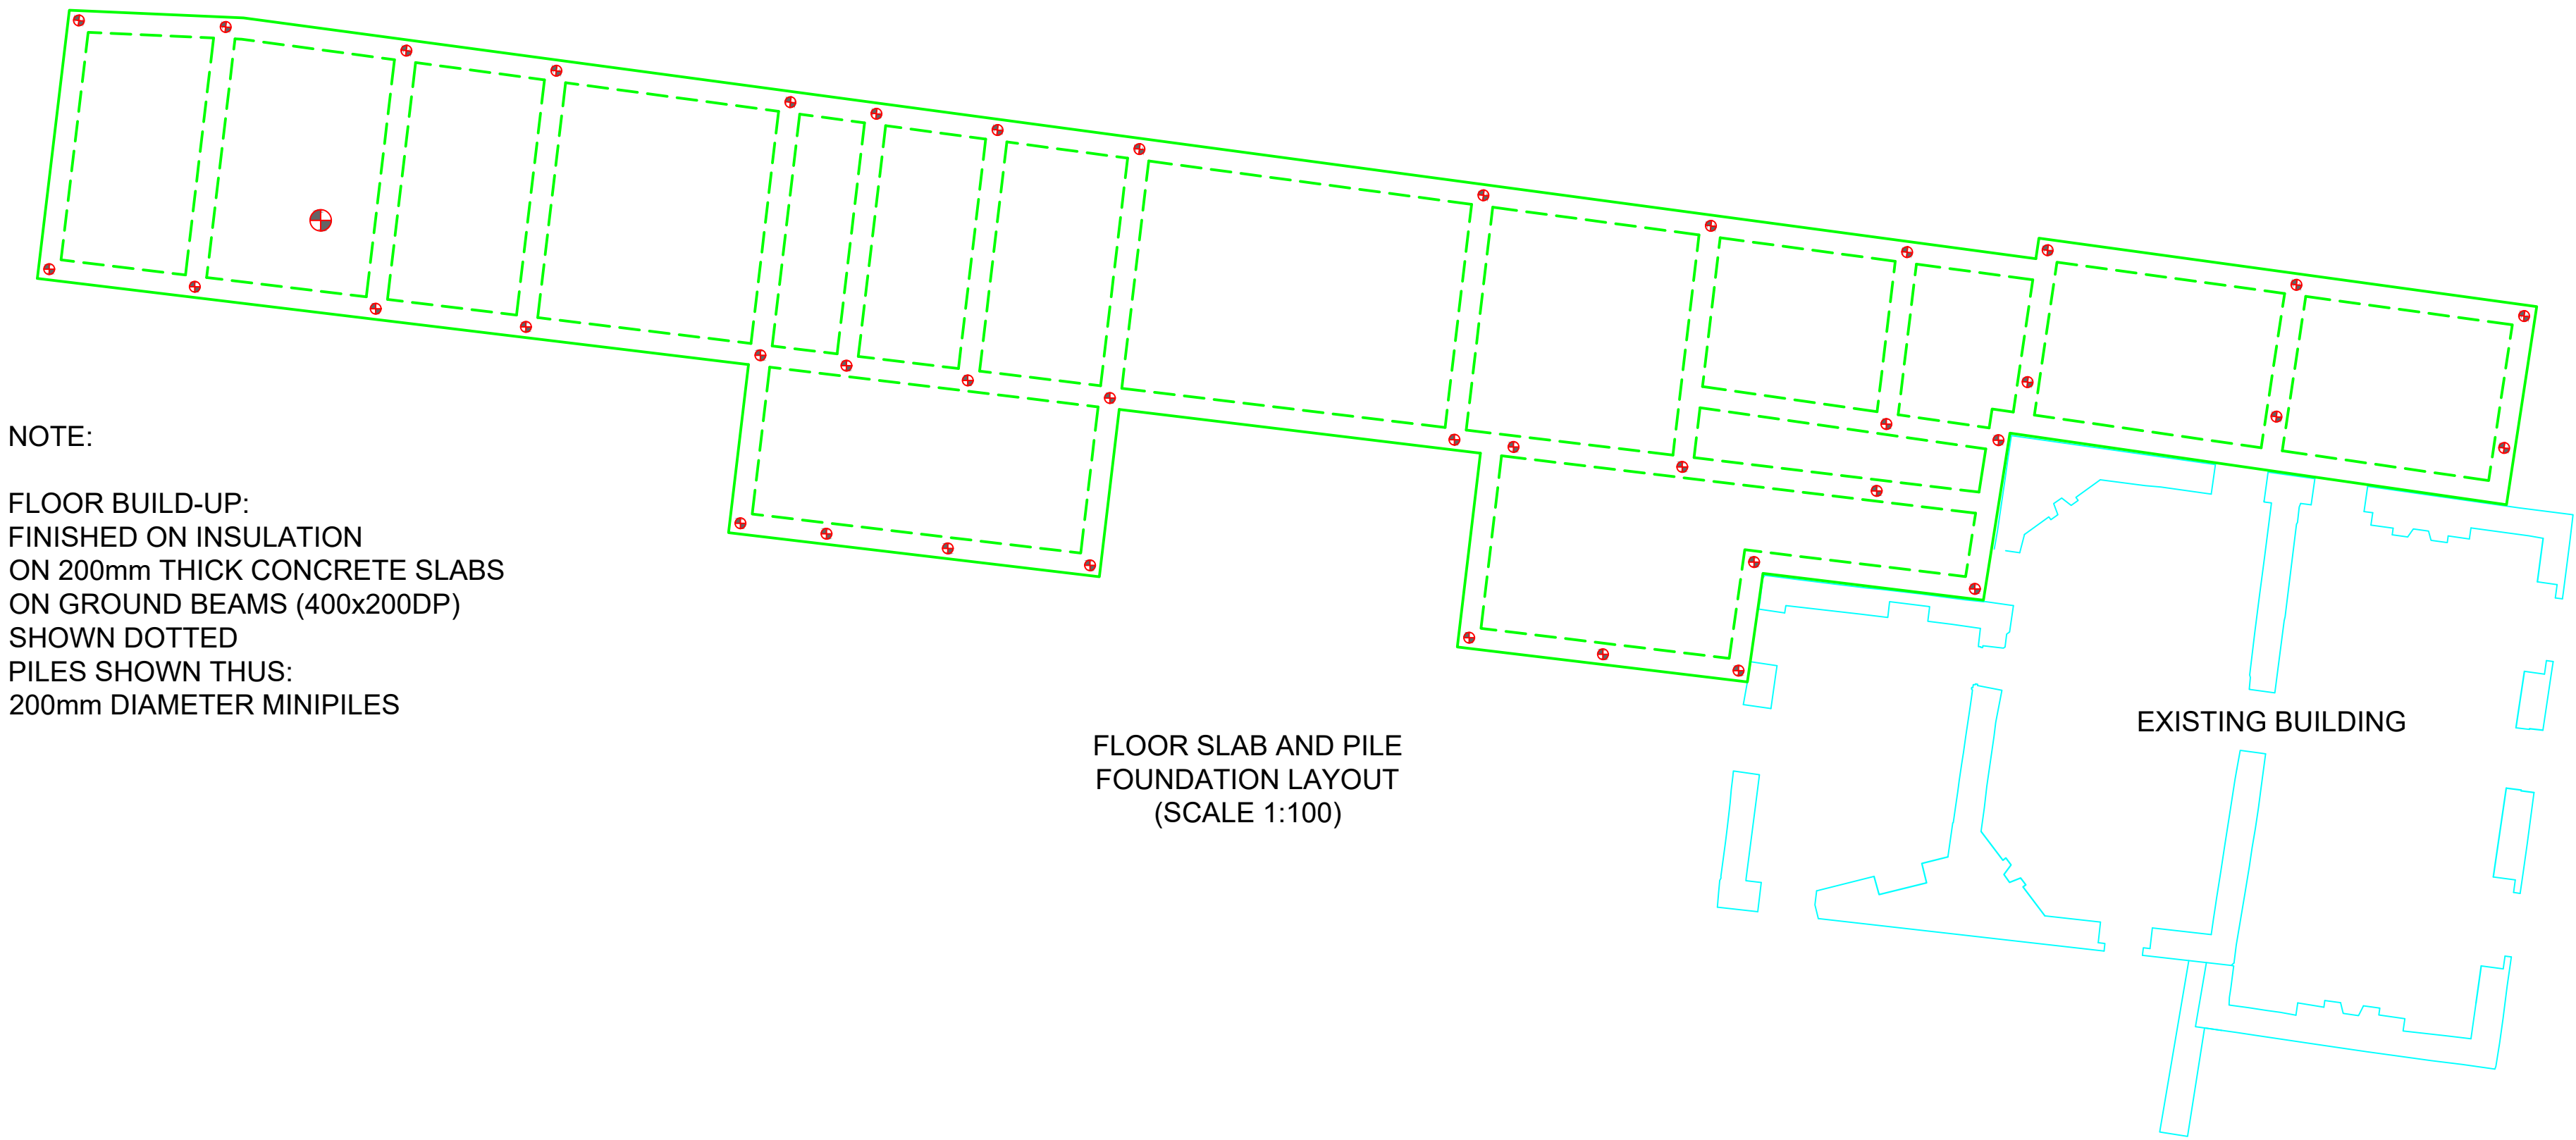 NOTE:
FLOOR BUILD-UP:
FINISHED ON INSULATION
ON 200mm THICK CONCRETE SLABS
ON GROUND BEAMS (400x200DP)
SHOWN DOTTED
PILES SHOWN THUS:
200mm DIAMETER MINIPILES
FLOOR SLAB AND PILE
FOUNDATION LAYOUT
(SCALE 1:100)
EXISTING BUILDING